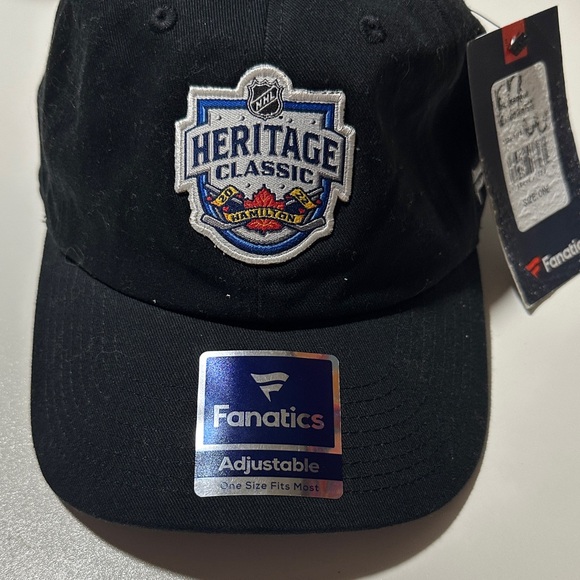 NHL
HERITAGE
CLASSIC
20 22
HAMILTON
Fanatics
Fanatics
Adjustable
One Size Fits Most